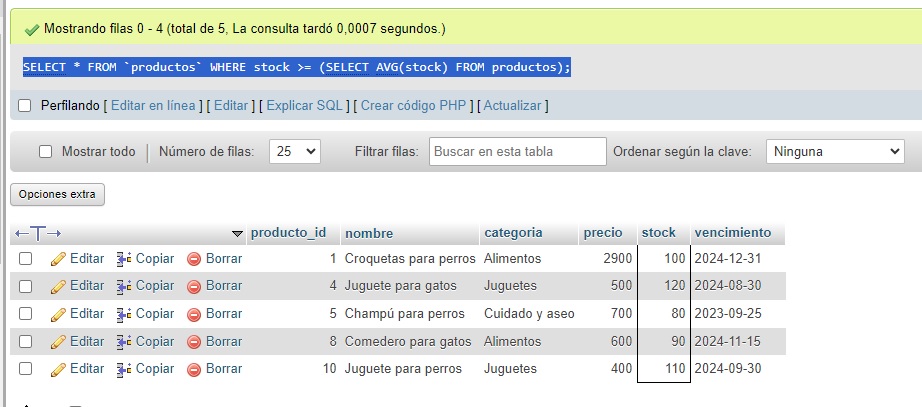 Mostrando filas 0 - 4 (total de 5, La consulta tardó 0,0007 segundos.)
SELECT * FROM `productos` WHERE stock >= (SELECT AVG(stock) FROM productos);
Perfilando [ Editar en línea ] [ Editar ] [ Explicar SQL ] [ Crear código PHP ] [ Actualizar ]
Mostrar todo Número de filas: 25 Filtrar filas: Buscar en esta tabla Ordenar según la clave: Ninguna
Opciones extra
producto_id nombre categoria precio stock vencimiento
Editar Copiar Borrar 1 Croquetas para perros Alimentos 2900 100 2024-12-31
Editar Copiar Borrar 4 Juguete para gatos Juguetes 500 120 2024-08-30
Editar Copiar Borrar 5 Champú para perros Cuidado y aseo 700 80 2023-09-25
Editar Copiar Borrar 8 Comedero para gatos Alimentos 600 90 2024-11-15
Editar Copiar Borrar 10 Juguete para perros Juguetes 400 110 2024-09-30